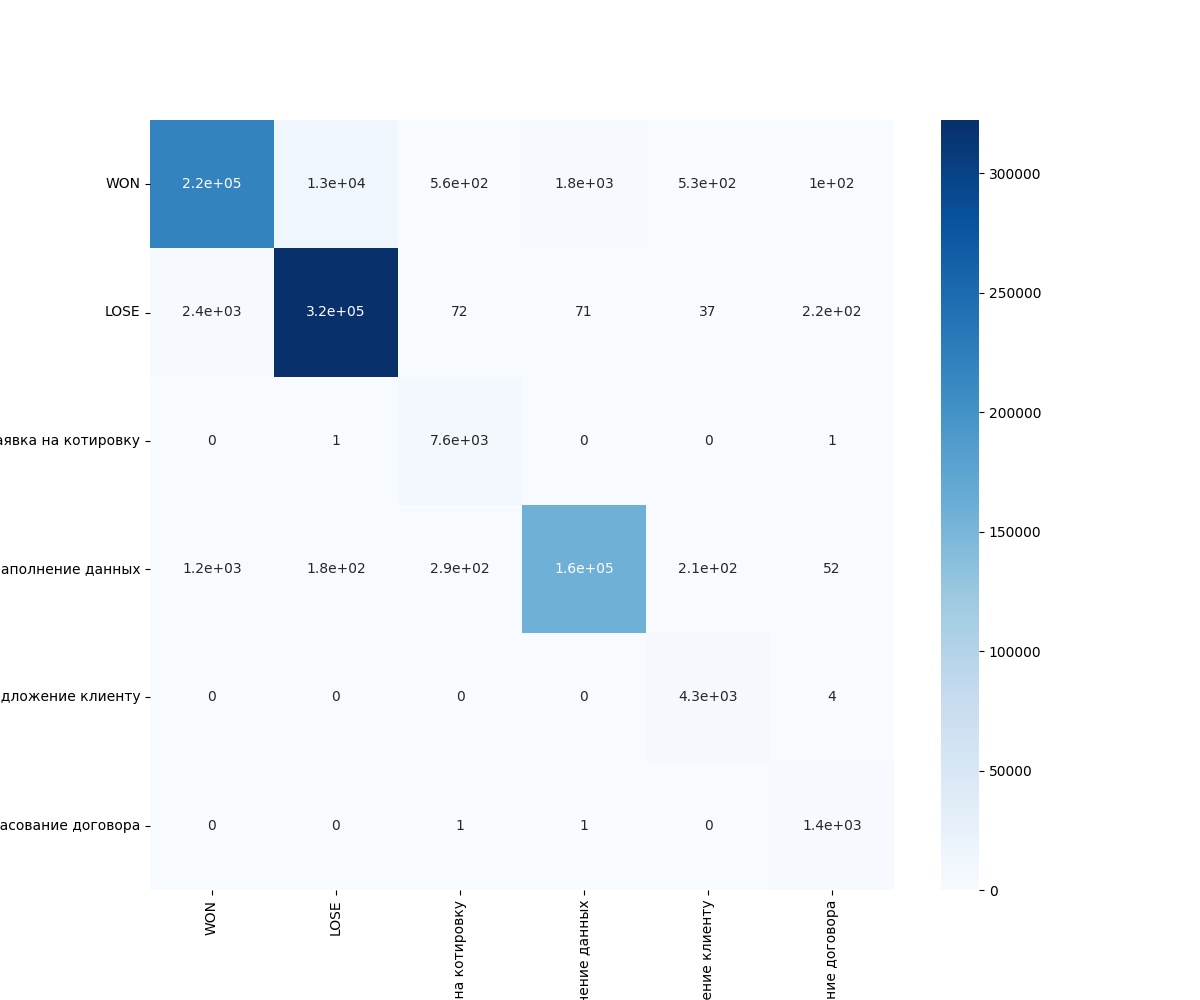 WON 2.2e+05 1.3e+04 5.6e+02 1.8e+03 5.3e+02 1e+02
LOSE 2.4e+03 3.2e+05 72 71 37 2.2e+02
аявка на котировку 0 1 7.6e+03 0 0 1
аполнение данных 1.2e+03 1.8e+02 2.9e+02 1.6e+05 2.1e+02 52
дложение клиенту 0 0 0 0 4.3e+03 4
асование договора 0 0 1 1 0 1.4e+03
WON
LOSE
на котировку
нение данных
ение клиенту
ние договора
300000
250000
200000
150000
100000
50000
0